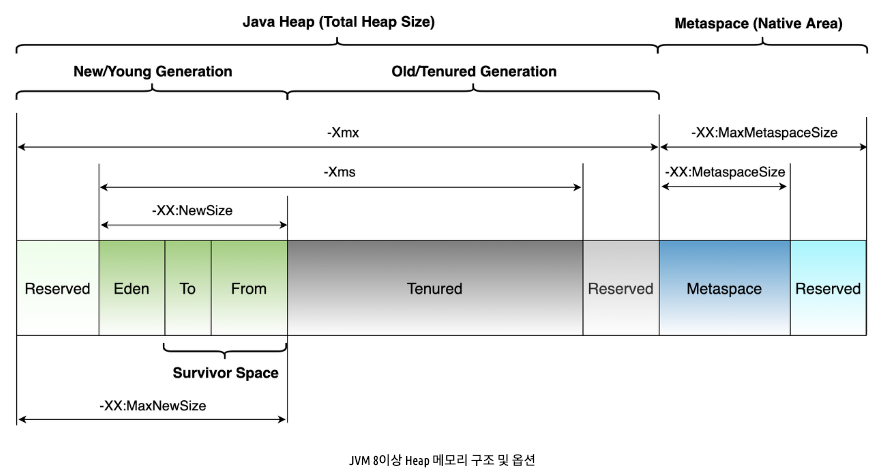 Java Heap (Total Heap Size)
Metaspace (Native Area)
New/Young Generation
Old/Tenured Generation
-Xmx
-XX:MaxMetaspaceSize
-Xms
-XX:MetaspaceSize
-XX:NewSize
Reserved
Eden
To
From
Tenured
Reserved
Metaspace
Reserved
Survivor Space
-XX:MaxNewSize
JVM 8이상 Heap 메모리 구조 및 옵션